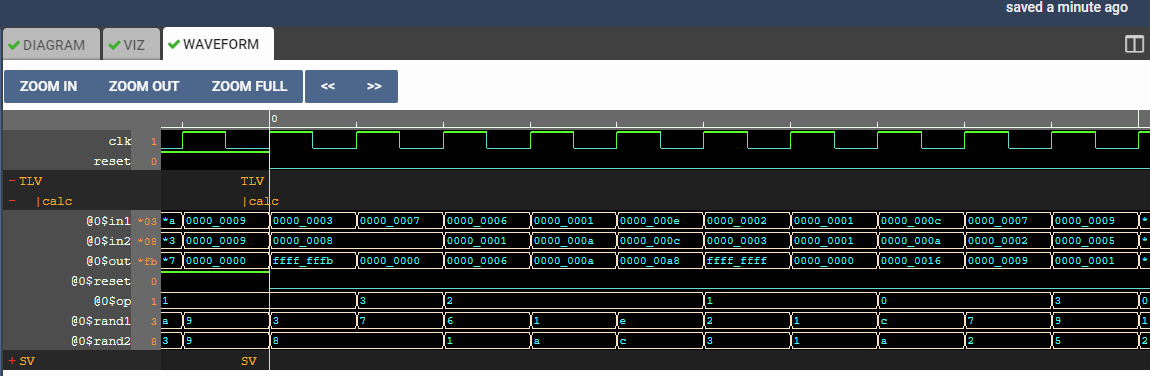 saved a minute ago
DIAGRAM VIZ WAVEFORM
ZOOM IN ZOOM OUT ZOOM FULL << >>
0
clk 1
reset 0
-TLV TLV
- |calc |calc
@0$in1 *03 *a 0000_0009 0000_0003 0000_0007 0000_0006 0000_0001 0000_000e 0000_0002 0000_0001 0000_000c 0000_0007 0000_0009 *
@0$in2 *08 *3 0000_0009 0000_0008 0000_0001 0000_000a 0000_000c 0000_0003 0000_0001 0000_000a 0000_0002 0000_0005 *
@0$out *fb *7 0000_0000 ffff_fffb 0000_0000 0000_0006 0000_000a 0000_00a8 ffff_ffff 0000_0000 0000_0016 0000_0009 0000_0001 *
@0$reset 0
@0$op 1 1 3 2 1 0 3 0
@0$rand1 3 a 9 3 7 6 1 e 2 1 c 7 9 1
@0$rand2 8 3 9 8 1 a c 3 1 a 2 5 2
+SV SV